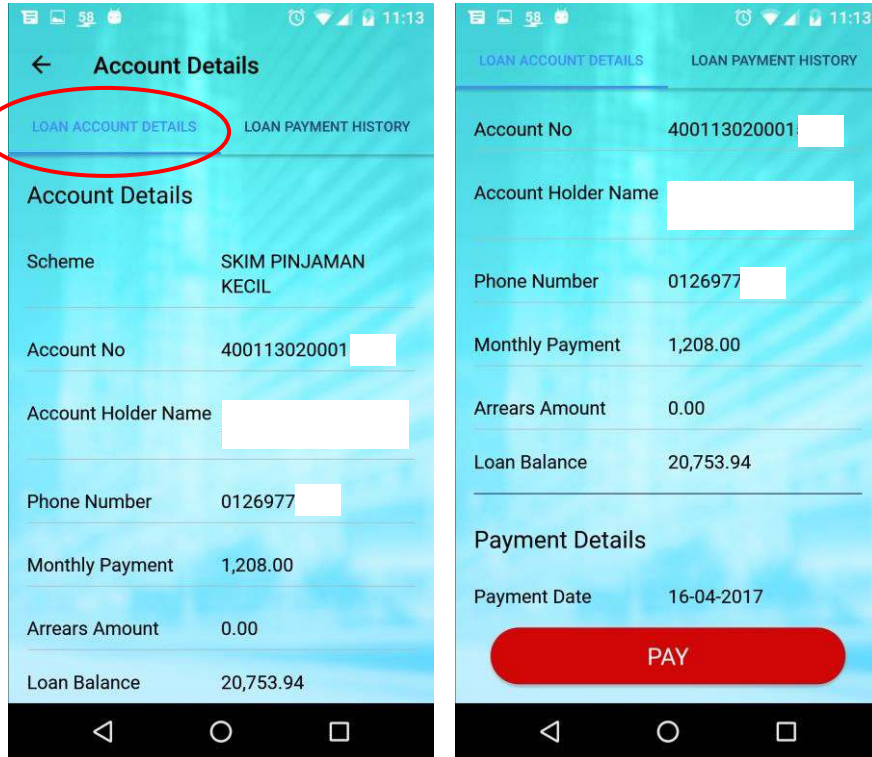 58 11:13
Account Details
LOAN ACCOUNT DETAILS LOAN PAYMENT HISTORY
Account Details
Scheme SKIM PINJAMAN
KECIL
Account No 400113020001
Account Holder Name
Phone Number 0126977
Monthly Payment 1,208.00
Arrears Amount 0.00
Loan Balance 20,753.94
58 11:13
LOAN ACCOUNT DETAILS LOAN PAYMENT HISTORY
Account No 400113020001
Account Holder Name
Phone Number 0126977
Monthly Payment 1,208.00
Arrears Amount 0.00
Loan Balance 20,753.94
Payment Details
Payment Date 16-04-2017
PAY